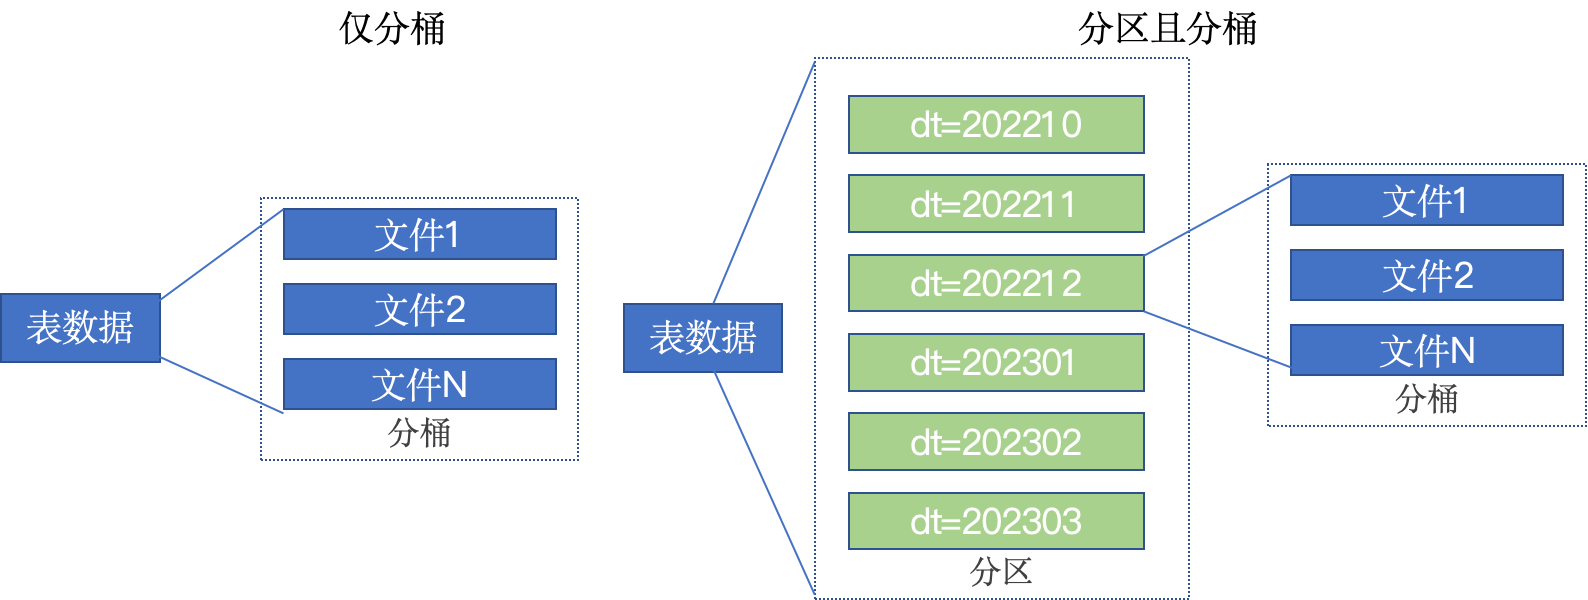 仅分桶
表数据
文件1
文件2
文件N
分桶
分区且分桶
表数据
dt=202210
dt=202211
dt=202212
dt=202301
dt=202302
dt=202303
分区
文件1
文件2
文件N
分桶